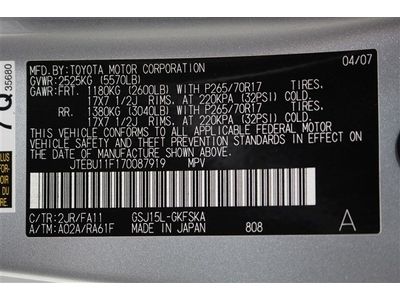 MFD.BY:TOYOTA MOTOR CORPORATION 04/07
GVWR:2525KG (5570LB)
GAWR:FRT. 1180KG (2600LB) WITH P265/70R17 TIRES,
17X7 1/2J RIMS, AT 220KPA (32PSI) COLD.
RR. 1380KG (3040LB) WITH P265/70R17 TIRES,
17X7 1/2J RIMS, AT 220KPA (32PSI) COLD.
THIS VEHICLE CONFORMS TO ALL APPLICABLE
FEDERAL MOTOR VEHICLE SAFETY STANDARDS IN EFFECT ON
THE DATE OF MANUFACTURE SHOWN ABOVE.
JTEBU11F170087919 MPV
C/TR:2JR/FA11 GSJ15L-GKFSKA
A/TM:A02A/RA61F MADE IN JAPAN 808 A
35680